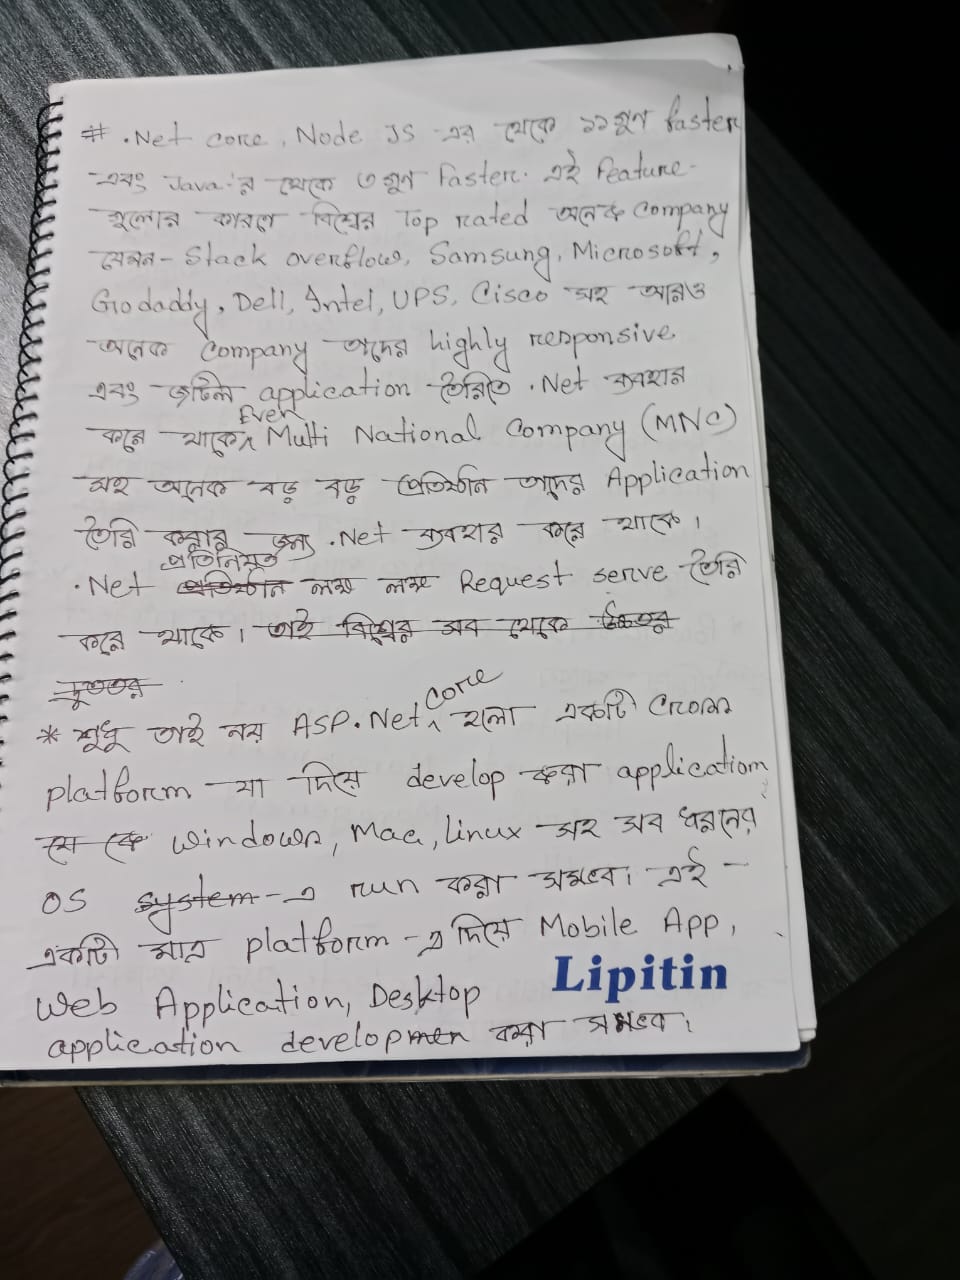 # .Net core, Node JS -এর থেকে ১১ গুন faster
এবং Java-'র থেকে ৩ গুন Faster. এই Feature-
গুলোর কারণে বিশ্বের Top rated অনেক Company
যেমন- Stack overflow, Samsung, Microsoft,
Godaddy, Dell, Intel, UPS, Cisco সহ আরও
অনেক Company তাদের highly responsive
এবং জটিল application তৈরিতে .Net ব্যবহার
করে থাকে। Even Multi National Company (MNC)
সহ অনেক বড় বড় প্রতিষ্ঠান তাদের Application
তৈরি করার জন্য .Net ব্যবহার করে থাকে।
.Net প্রতিনিয়ত লক্ষ লক্ষ Request serve তৈরি
করে থাকে। তাই বিশ্বের সব থেকে
দ্রুততর
* শুধু তাই নয় ASP.Net core হলো একটি Cross
platform যা দিয়ে develop করা application
Windows, Mac, Linux সহ সব ধরনের
OS system-এ run করা সম্ভব। এই
একটি মাত্র platform-এ দিয়ে Mobile App,
Web Application, Desktop
application developmen করা সম্ভব।
Lipitin